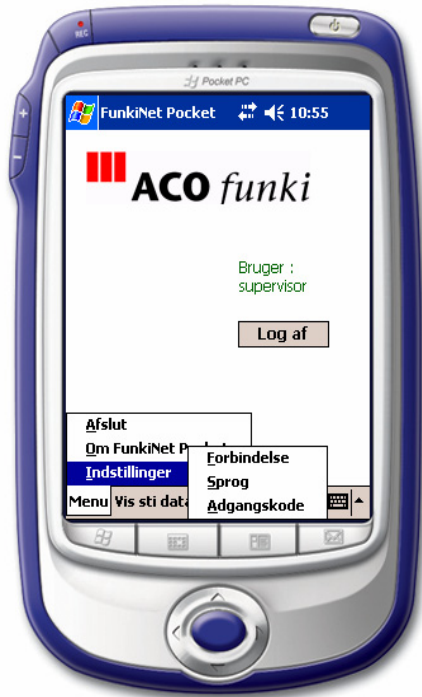 REC
Pocket PC
FunkiNet Pocket 10:55
ACO funki
Bruger :
supervisor
Log af
Afslut
Om FunkiNet
Indstillinger
Forbindelse
Sprog
Adgangskode
Menu Vis sti data